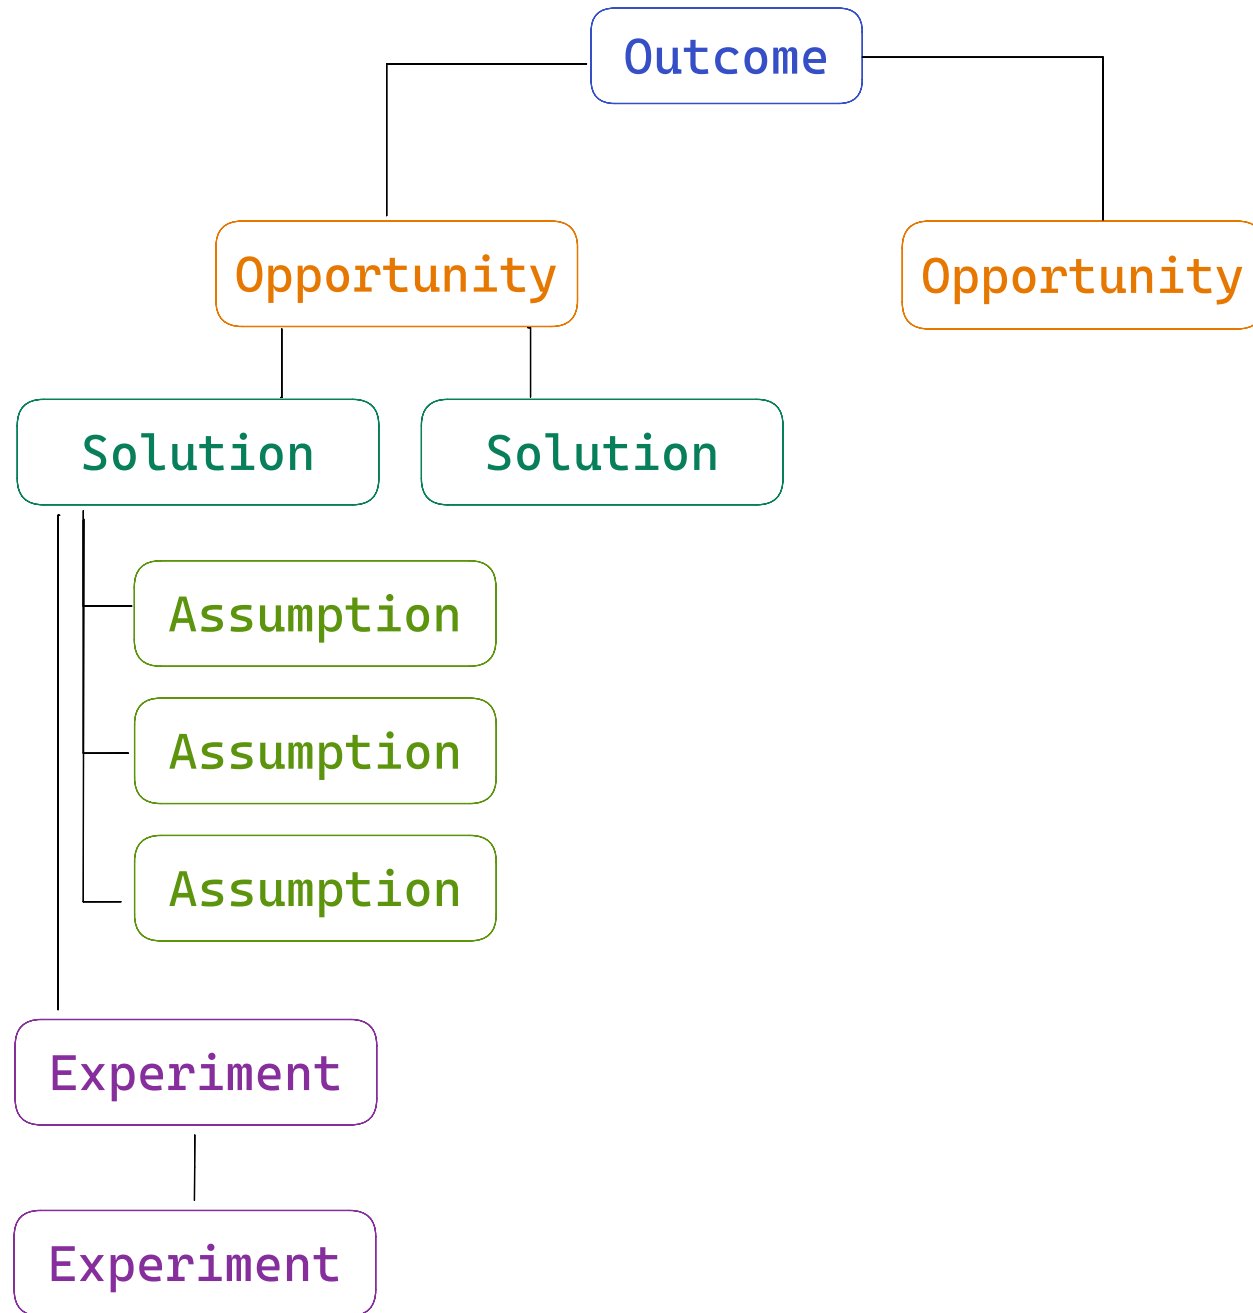 Outcome
Opportunity
Opportunity
Solution
Solution
Assumption
Assumption
Assumption
Experiment
Experiment